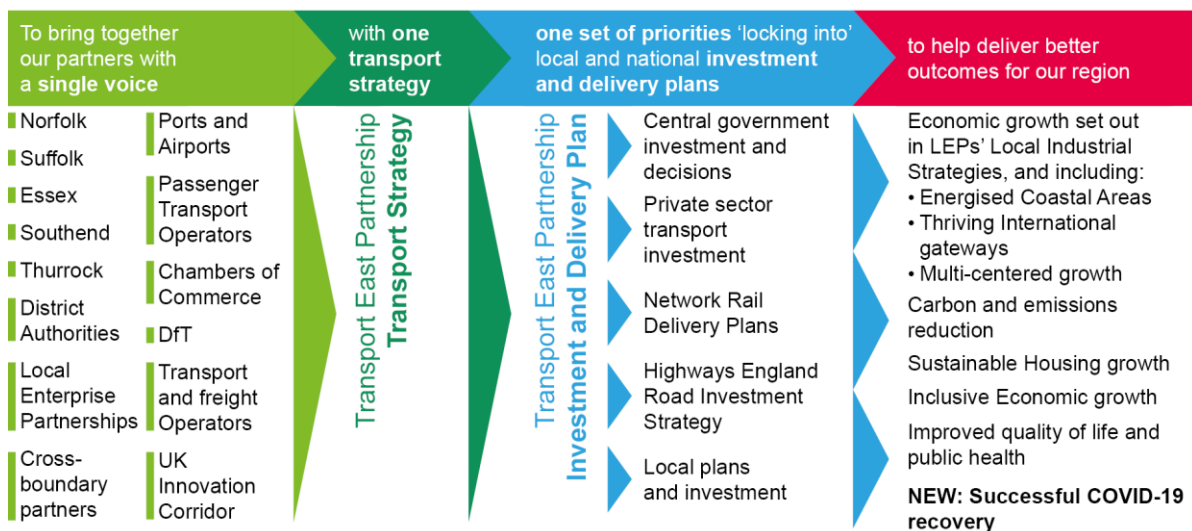 To bring together
our partners with
a single voice
with one
transport
strategy
one set of priorities ‘locking into’
local and national investment
and delivery plans
to help deliver better
outcomes for our region
Norfolk
Suffolk
Essex
Southend
Thurrock
District
Authorities
Local
Enterprise
Partnerships
Cross-
boundary
partners
Ports and
Airports
Passenger
Transport
Operators
Chambers of
Commerce
DfT
Transport
and freight
Operators
UK
Innovation
Corridor
Transport East Partnership
Transport Strategy
Transport East Partnership
Investment and Delivery Plan
Central government
investment and
decisions
Private sector
transport
investment
Network Rail
Delivery Plans
Highways England
Road Investment
Strategy
Local plans
and investment
Economic growth set out
in LEPs’ Local Industrial
Strategies, and including:
• Energised Coastal Areas
• Thriving International
gateways
• Multi-centered growth
Carbon and emissions
reduction
Sustainable Housing growth
Inclusive Economic growth
Improved quality of life and
public health
NEW: Successful COVID-19
recovery